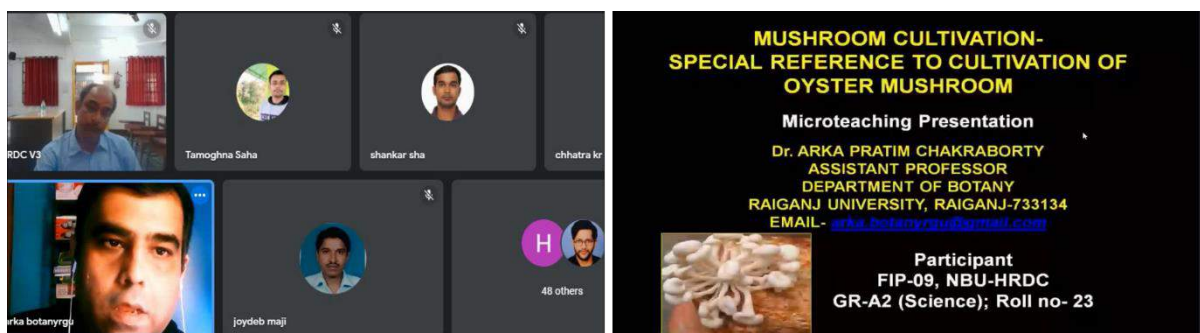 RDC V3
Tamoghna Saha
shankar sha
chhatra kr
arka botanyrgu
joydeb maji
H
48 others
MUSHROOM CULTIVATION-
SPECIAL REFERENCE TO CULTIVATION OF
OYSTER MUSHROOM
Microteaching Presentation
Dr. ARKA PRATIM CHAKRABORTY
ASSISTANT PROFESSOR
DEPARTMENT OF BOTANY
RAIGANJ UNIVERSITY, RAIGANJ-733134
EMAIL- arka.botanyrgu@gmail.com
Participant
FIP-09, NBU-HRDC
GR-A2 (Science); Roll no- 23